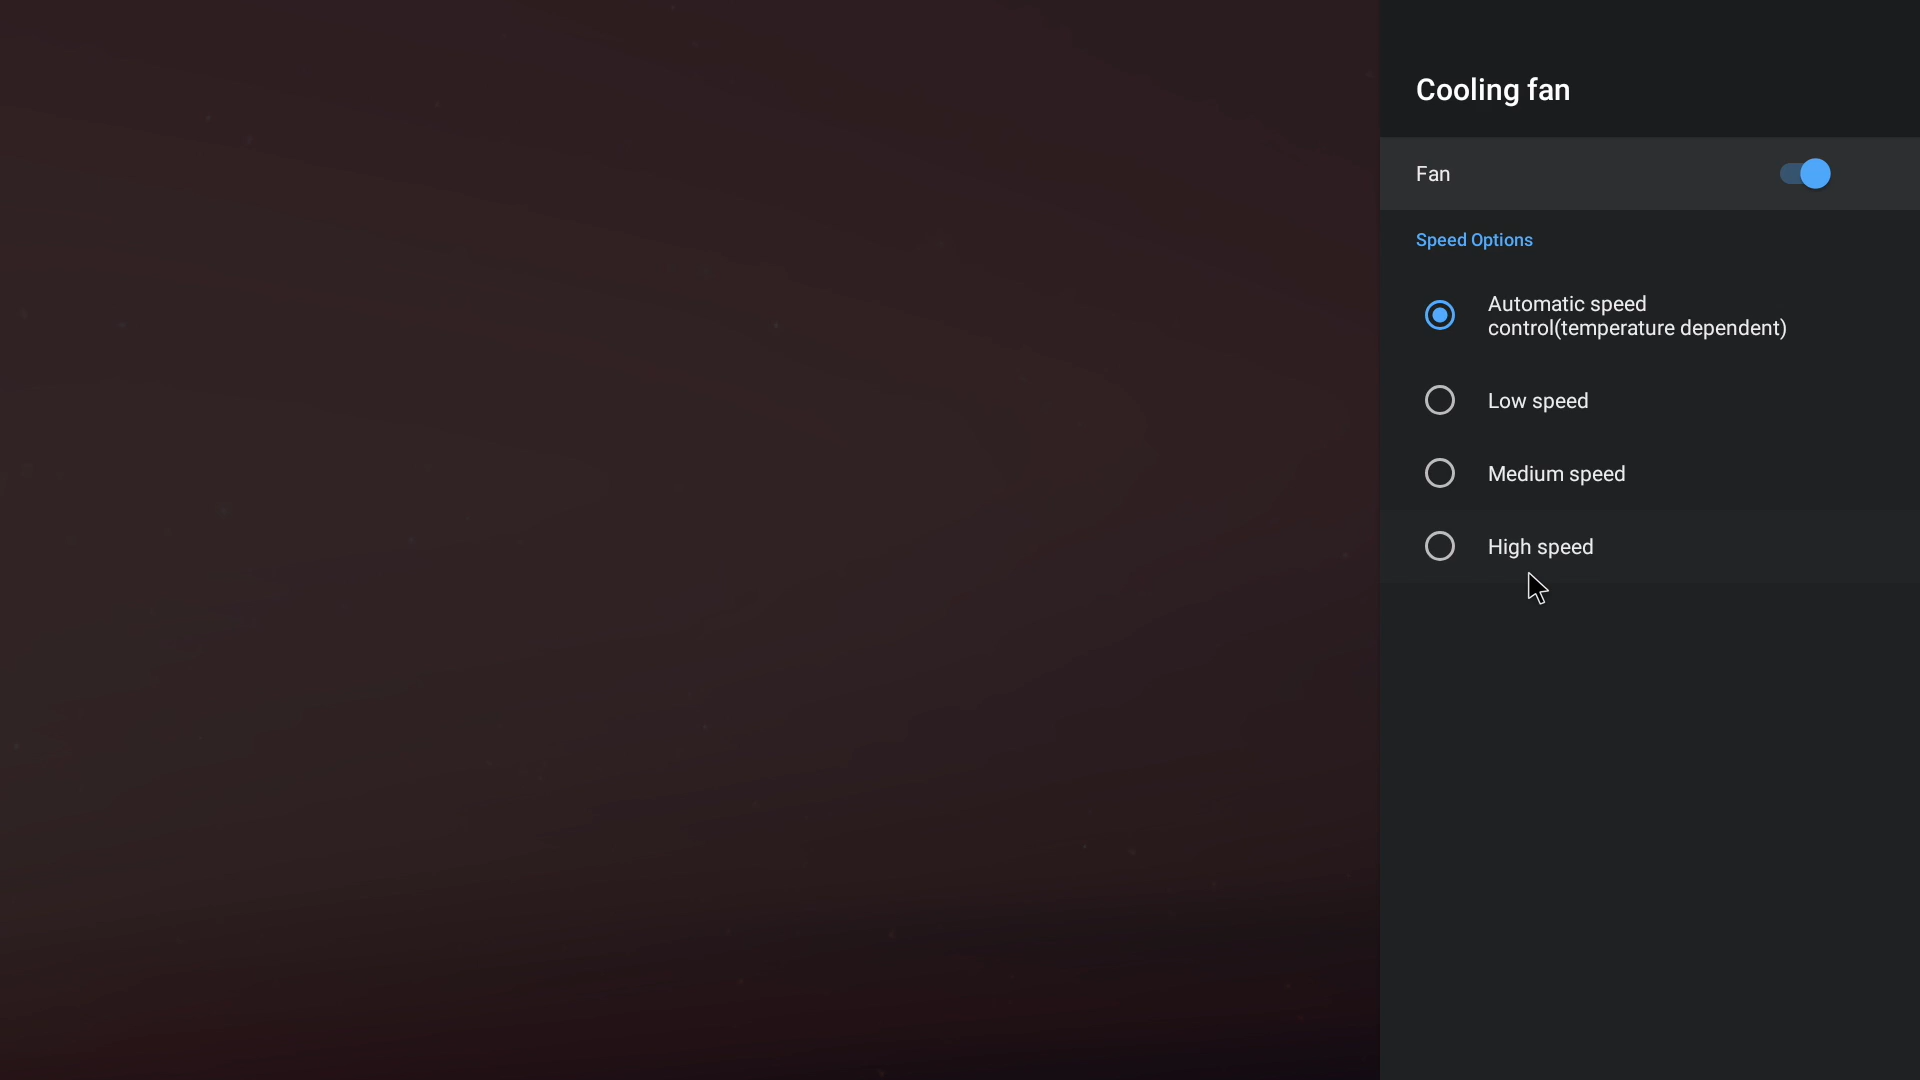 Cooling fan
Fan
Speed Options
Automatic speed
control(temperature dependent)
Low speed
Medium speed
High speed